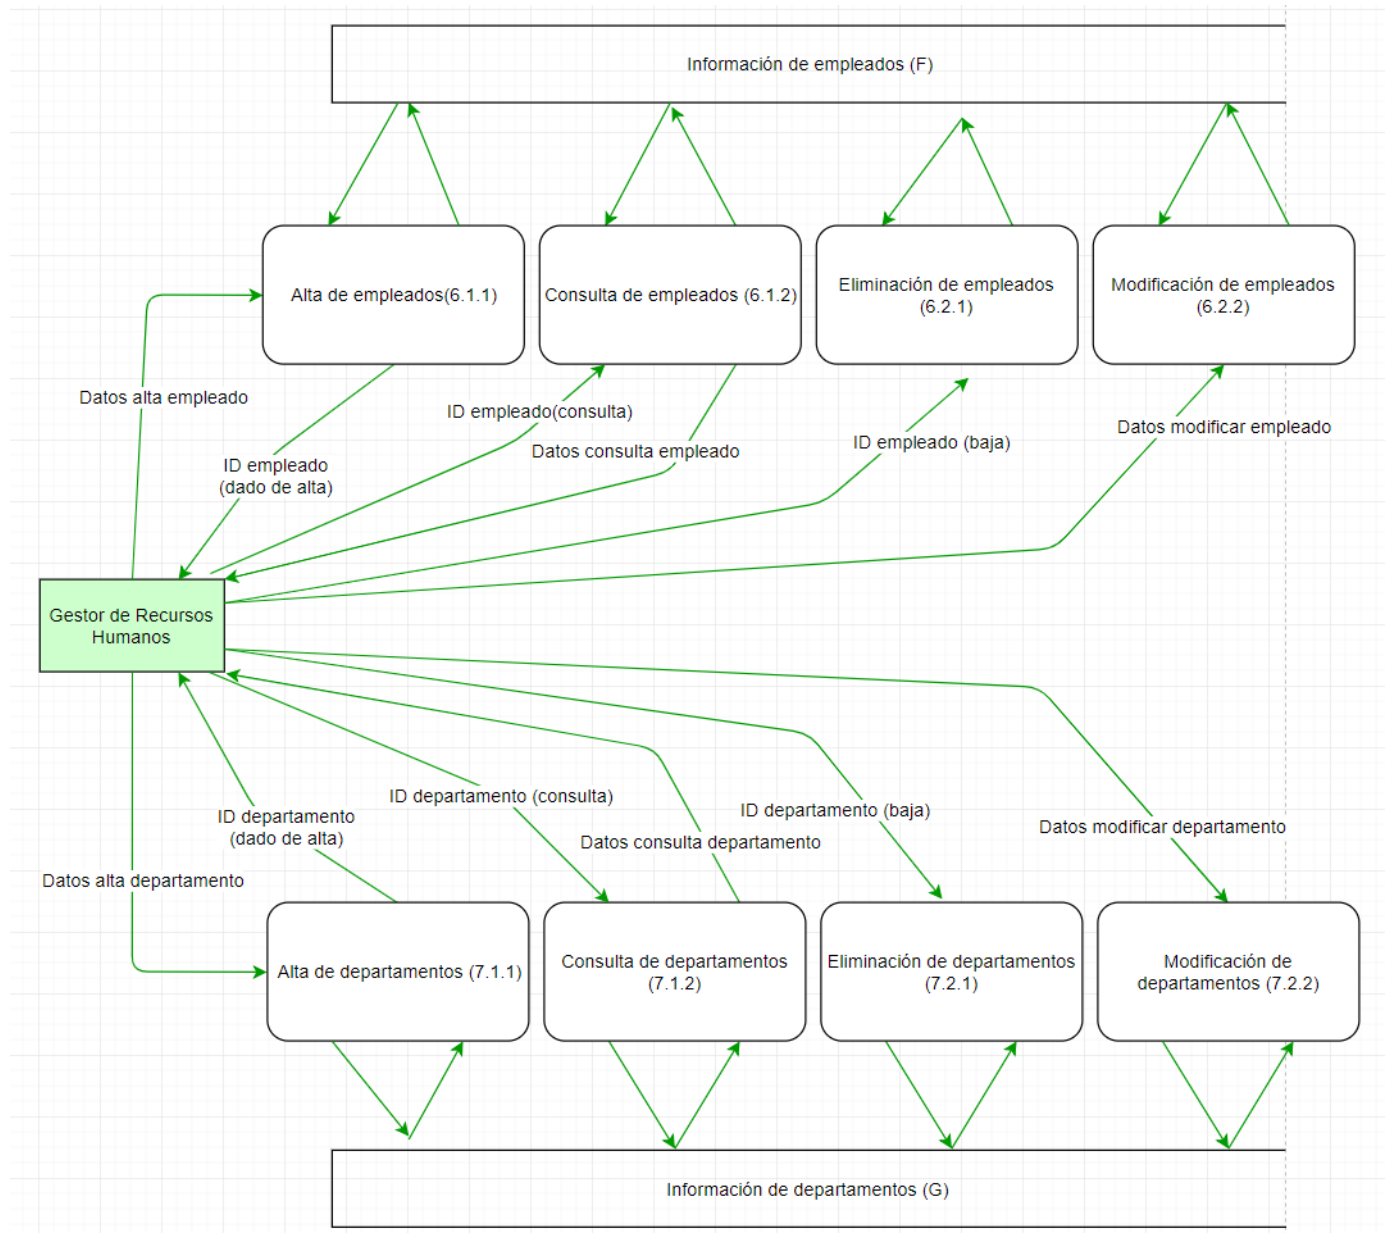 Información de empleados (F)
Alta de empleados(6.1.1)
Consulta de empleados (6.1.2)
Eliminación de empleados
(6.2.1)
Modificación de empleados
(6.2.2)
Datos alta empleado
ID empleado
(dado de alta)
ID empleado(consulta)
Datos consulta empleado
ID empleado (baja)
Datos modificar empleado
Gestor de Recursos
Humanos
ID departamento
(dado de alta)
Datos alta departamento
ID departamento (consulta)
Datos consulta departamento
ID departamento (baja)
Datos modificar departamento
Alta de departamentos (7.1.1)
Consulta de departamentos
(7.1.2)
Eliminación de departamentos
(7.2.1)
Modificación de
departamentos (7.2.2)
Información de departamentos (G)